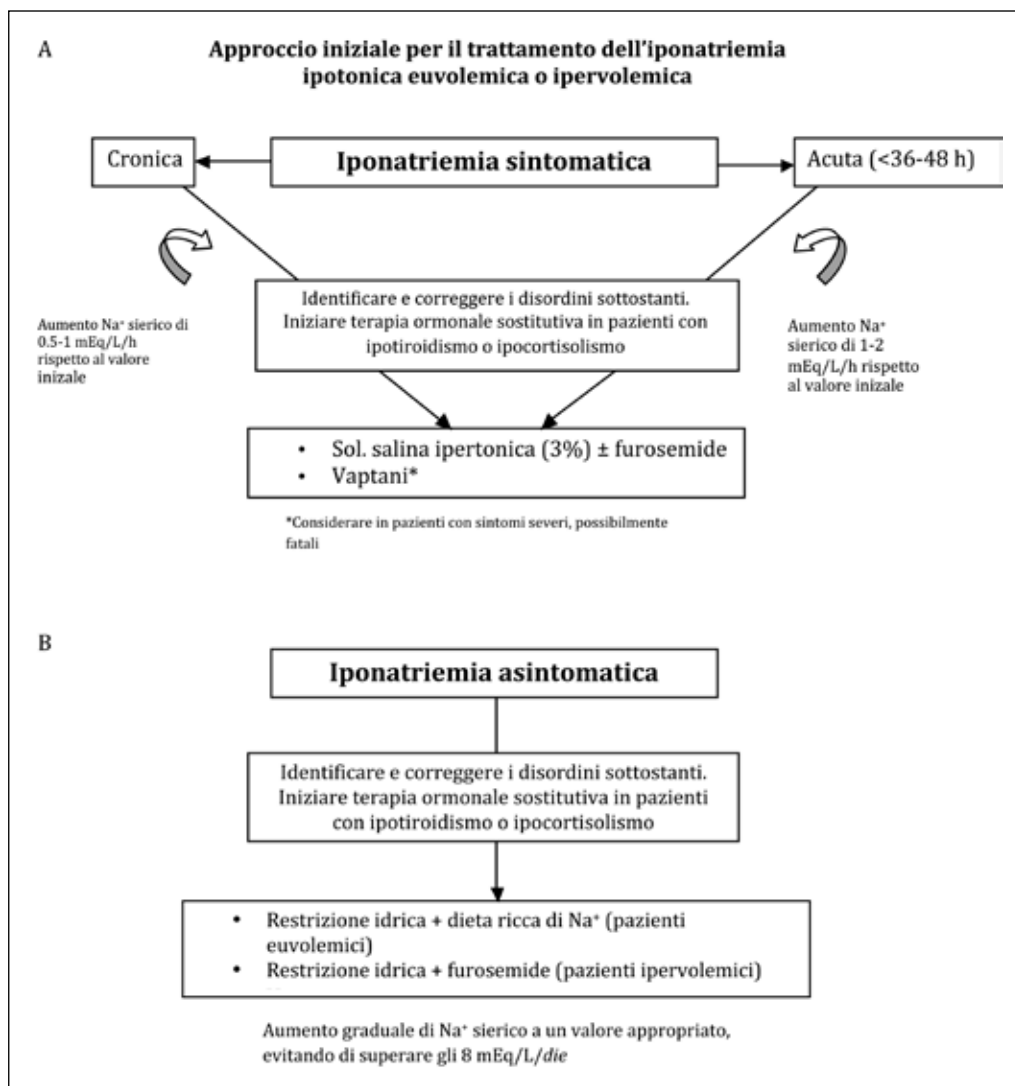 A
Approccio iniziale per il trattamento dell'iponatriemia
ipotonica euvolemica o ipervolemica
Cronica
Iponatriemia sintomatica
Acuta (<36-48 h)
Identificare e correggere i disordini sottostanti.
Iniziare terapia ormonale sostitutiva in pazienti con
ipotiroidismo o ipocortisolismo
Aumento Na⁺ sierico di
0.5-1 mEq/L/h
rispetto al valore
inizale
Aumento Na⁺
sierico di 1-2
mEq/L/h rispetto
al valore inizale
• Sol. salina ipertonica (3%) ± furosemide
• Vaptani*
*Considerare in pazienti con sintomi severi, possibilmente
fatali
B
Iponatriemia asintomatica
Identificare e correggere i disordini sottostanti.
Iniziare terapia ormonale sostitutiva in pazienti
con ipotiroidismo o ipocortisolismo
• Restrizione idrica + dieta ricca di Na⁺ (pazienti
euvolemici)
• Restrizione idrica + furosemide (pazienti ipervolemici)
Aumento graduale di Na⁺ sierico a un valore appropriato,
evitando di superare gli 8 mEq/L/die